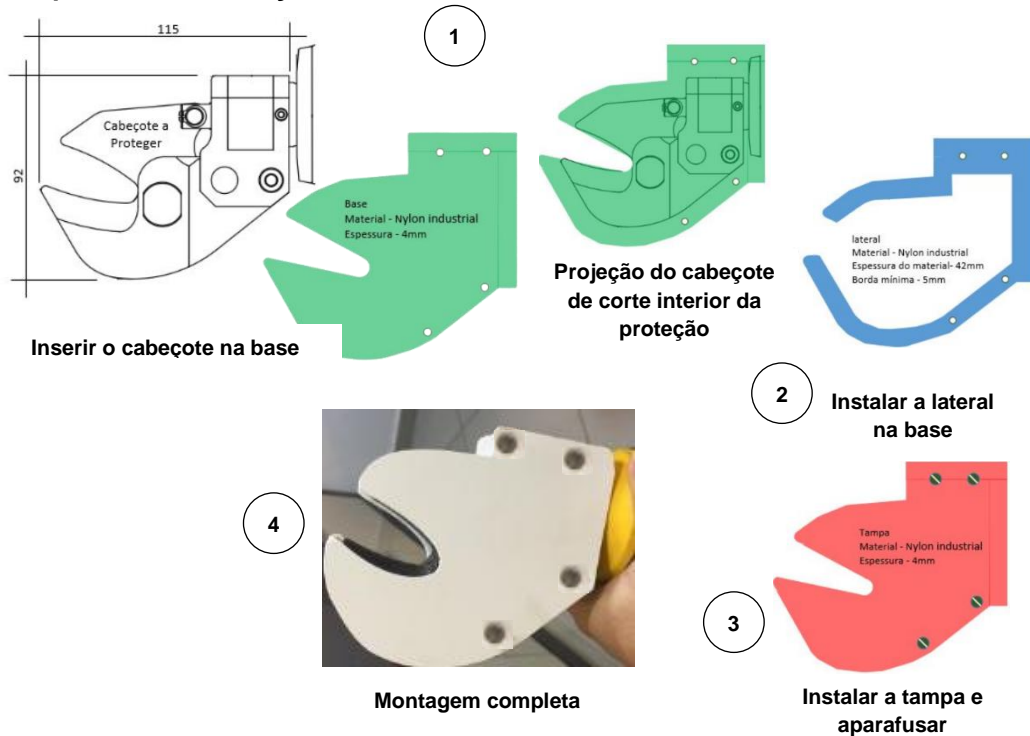 115
92
Cabeçote a
Proteger
1
Base
Material - Nylon industrial
Espessura - 4mm
Inserir o cabeçote na base
Projeção do cabeçote
de corte interior da
proteção
lateral
Material - Nylon industrial
Espessura do material- 42mm
Borda mínima - 5mm
2
Instalar a lateral
na base
4
Montagem completa
Tampa
Material - Nylon industrial
Espessura - 4mm
3
Instalar a tampa e
aparafusar